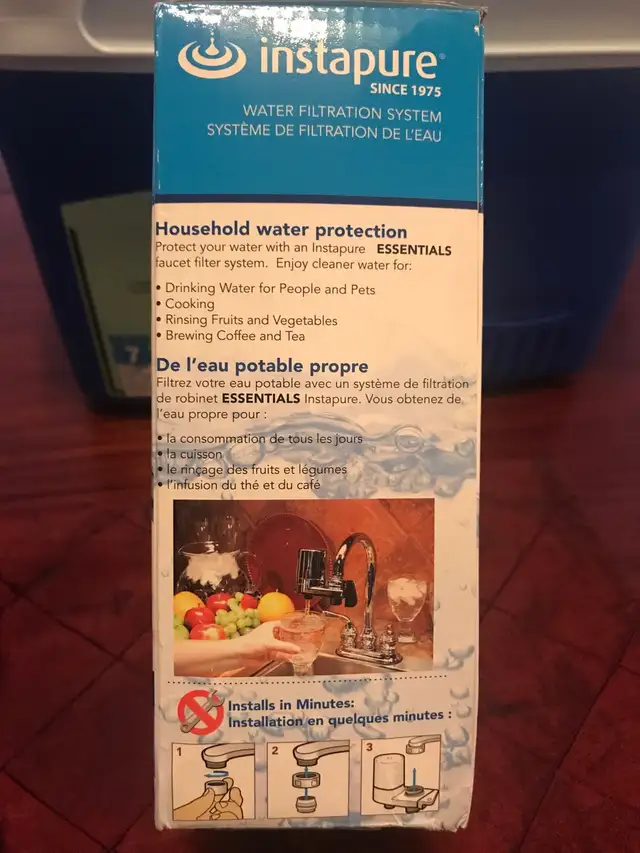 instapure®
SINCE 1975
WATER FILTRATION SYSTEM
SYSTÈME DE FILTRATION DE L'EAU
Household water protection
Protect your water with an Instapure ESSENTIALS
faucet filter system. Enjoy cleaner water for:
• Drinking Water for People and Pets
• Cooking
• Rinsing Fruits and Vegetables
• Brewing Coffee and Tea
De l'eau potable propre
Filtrez votre eau potable avec un système de filtration
de robinet ESSENTIALS Instapure. Vous obtenez de
l'eau propre pour :
• la consommation de tous les jours
• la cuisson
• le rinçage des fruits et légumes
• l'infusion du thé et du café
Installs in Minutes:
Installation en quelques minutes :
1
2
3
7